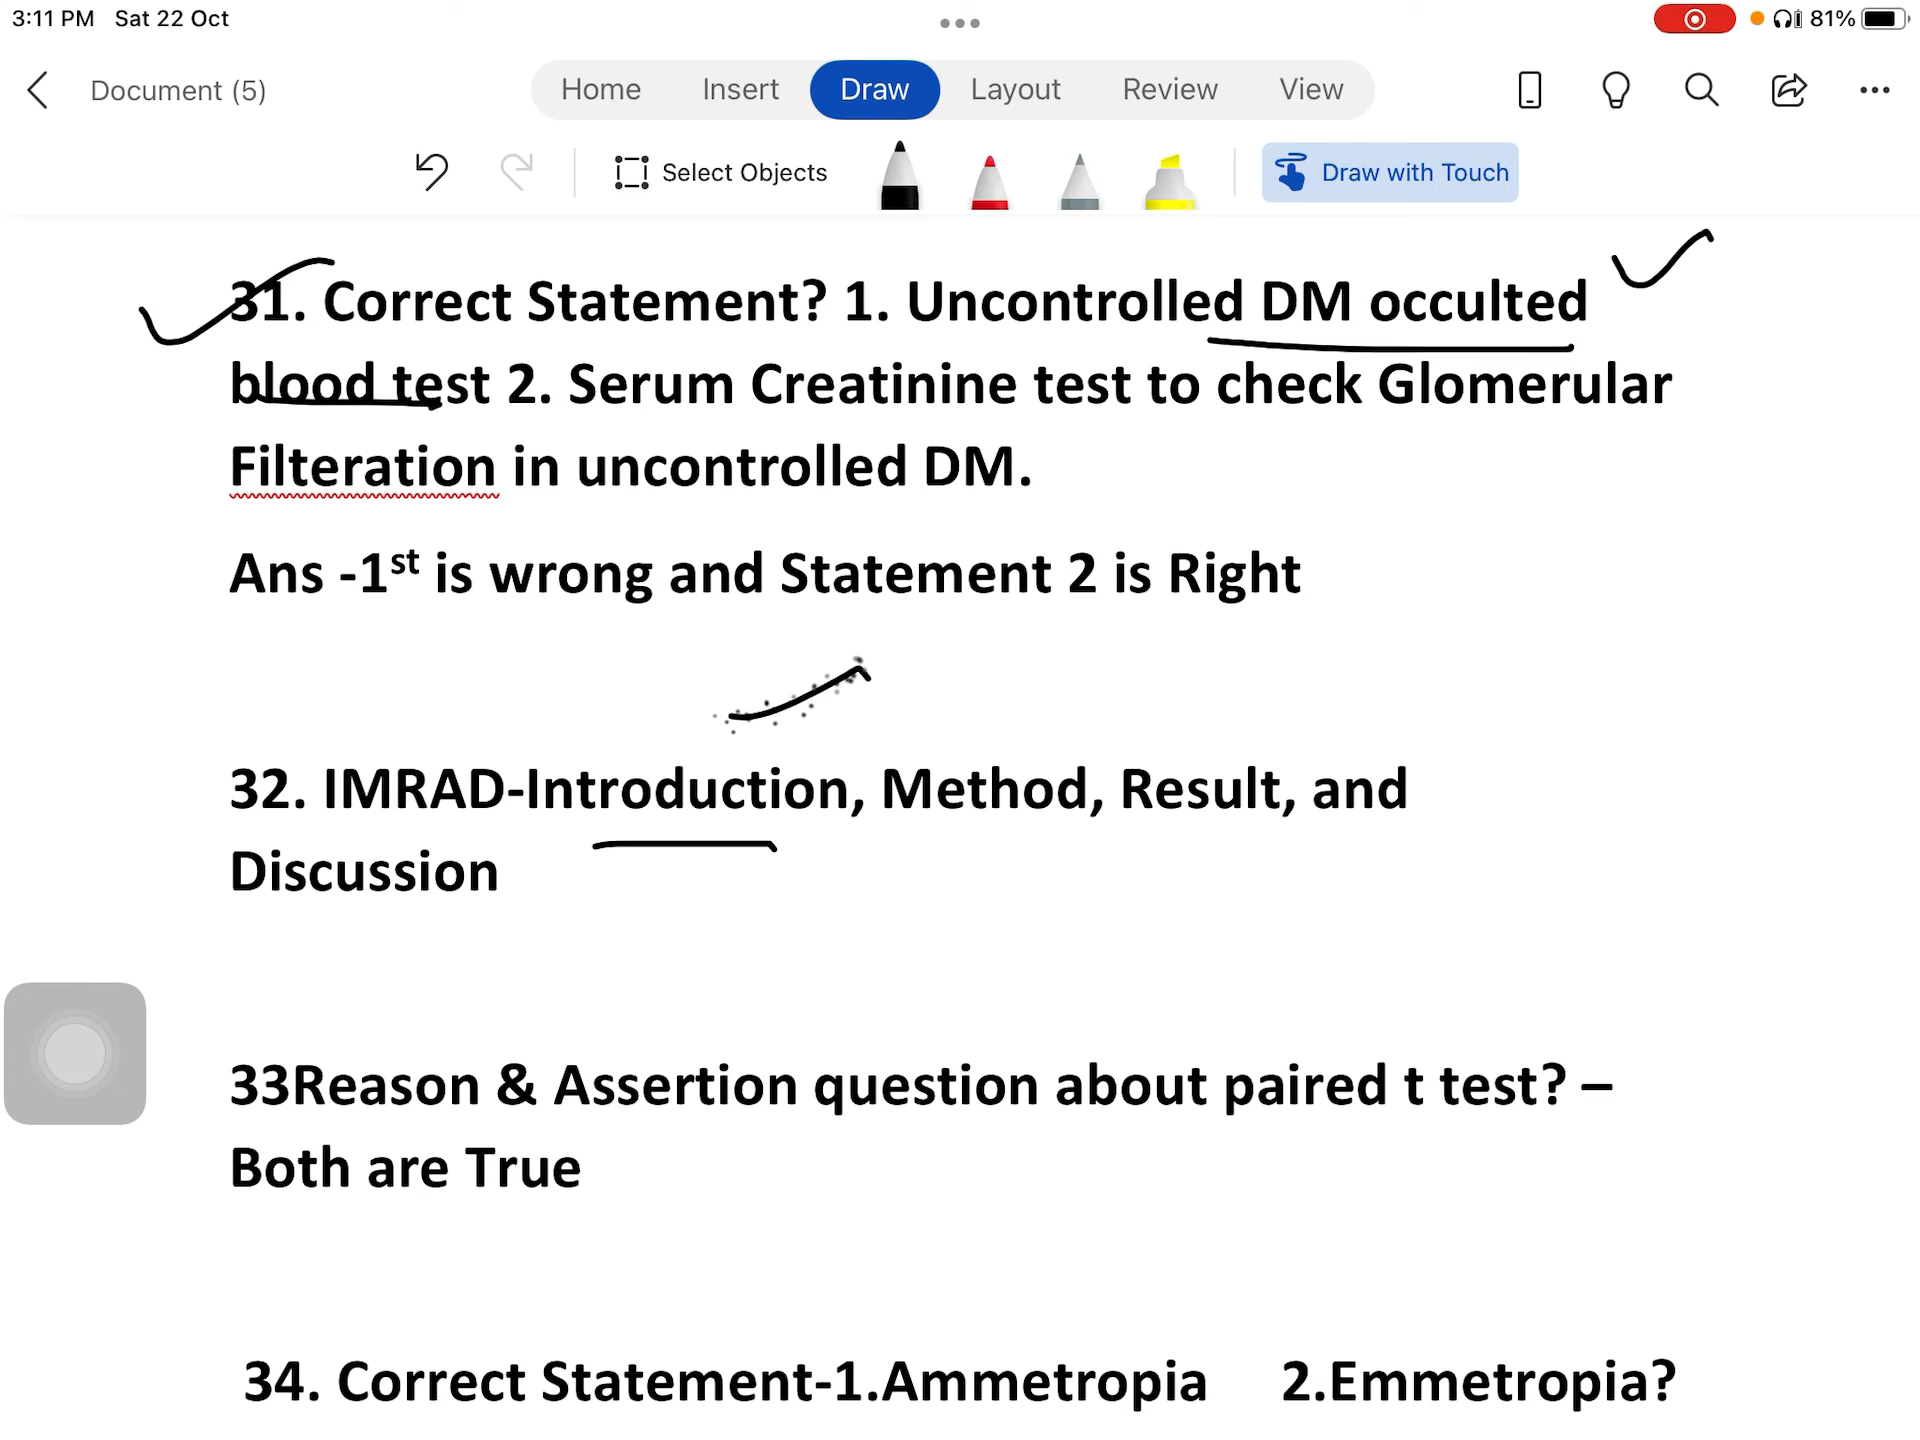 3:11 PM Sat 22 Oct
81%
Document (5)
Home Insert Draw Layout Review View
Select Objects
Draw with Touch
31. Correct Statement? 1. Uncontrolled DM occulted
blood test 2. Serum Creatinine test to check Glomerular
Filteration in uncontrolled DM.
Ans -1st is wrong and Statement 2 is Right
32. IMRAD-Introduction, Method, Result, and
Discussion
33Reason & Assertion question about paired t test? –
Both are True
34. Correct Statement-1.Ammetropia 2.Emmetropia?